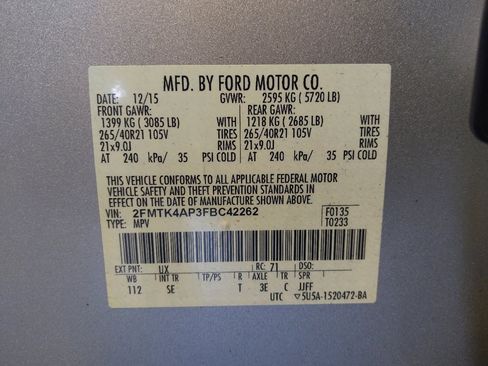 MFD. BY FORD MOTOR CO.
DATE: 12/15 GVWR: 2595 KG ( 5720 LB)
FRONT GAWR: REAR GAWR:
1399 KG ( 3085 LB) WITH 1218 KG ( 2685 LB) WITH
265/40R21 105V TIRES 265/40R21 105V TIRES
21x9.0J RIMS 21x9.0J RIMS
AT 240 kPa/ 35 PSI COLD AT 240 kPa/ 35 PSI COLD
THIS VEHICLE CONFORMS TO ALL APPLICABLE FEDERAL MOTOR
VEHICLE SAFETY AND THEFT PREVENTION STANDARDS IN
EFFECT ON THE DATE OF MANUFACTURE SHOWN ABOVE.
VIN: 2FMTK4AP3FBC42262 F0135
TYPE: MPV T0233
EXT PNT: UX RC: 71 DSO:
WB INT TR TP/PS R AXLE TR SPR
112 SE T 3E C JJFF
UTC ▽5U5A-1520472-BA